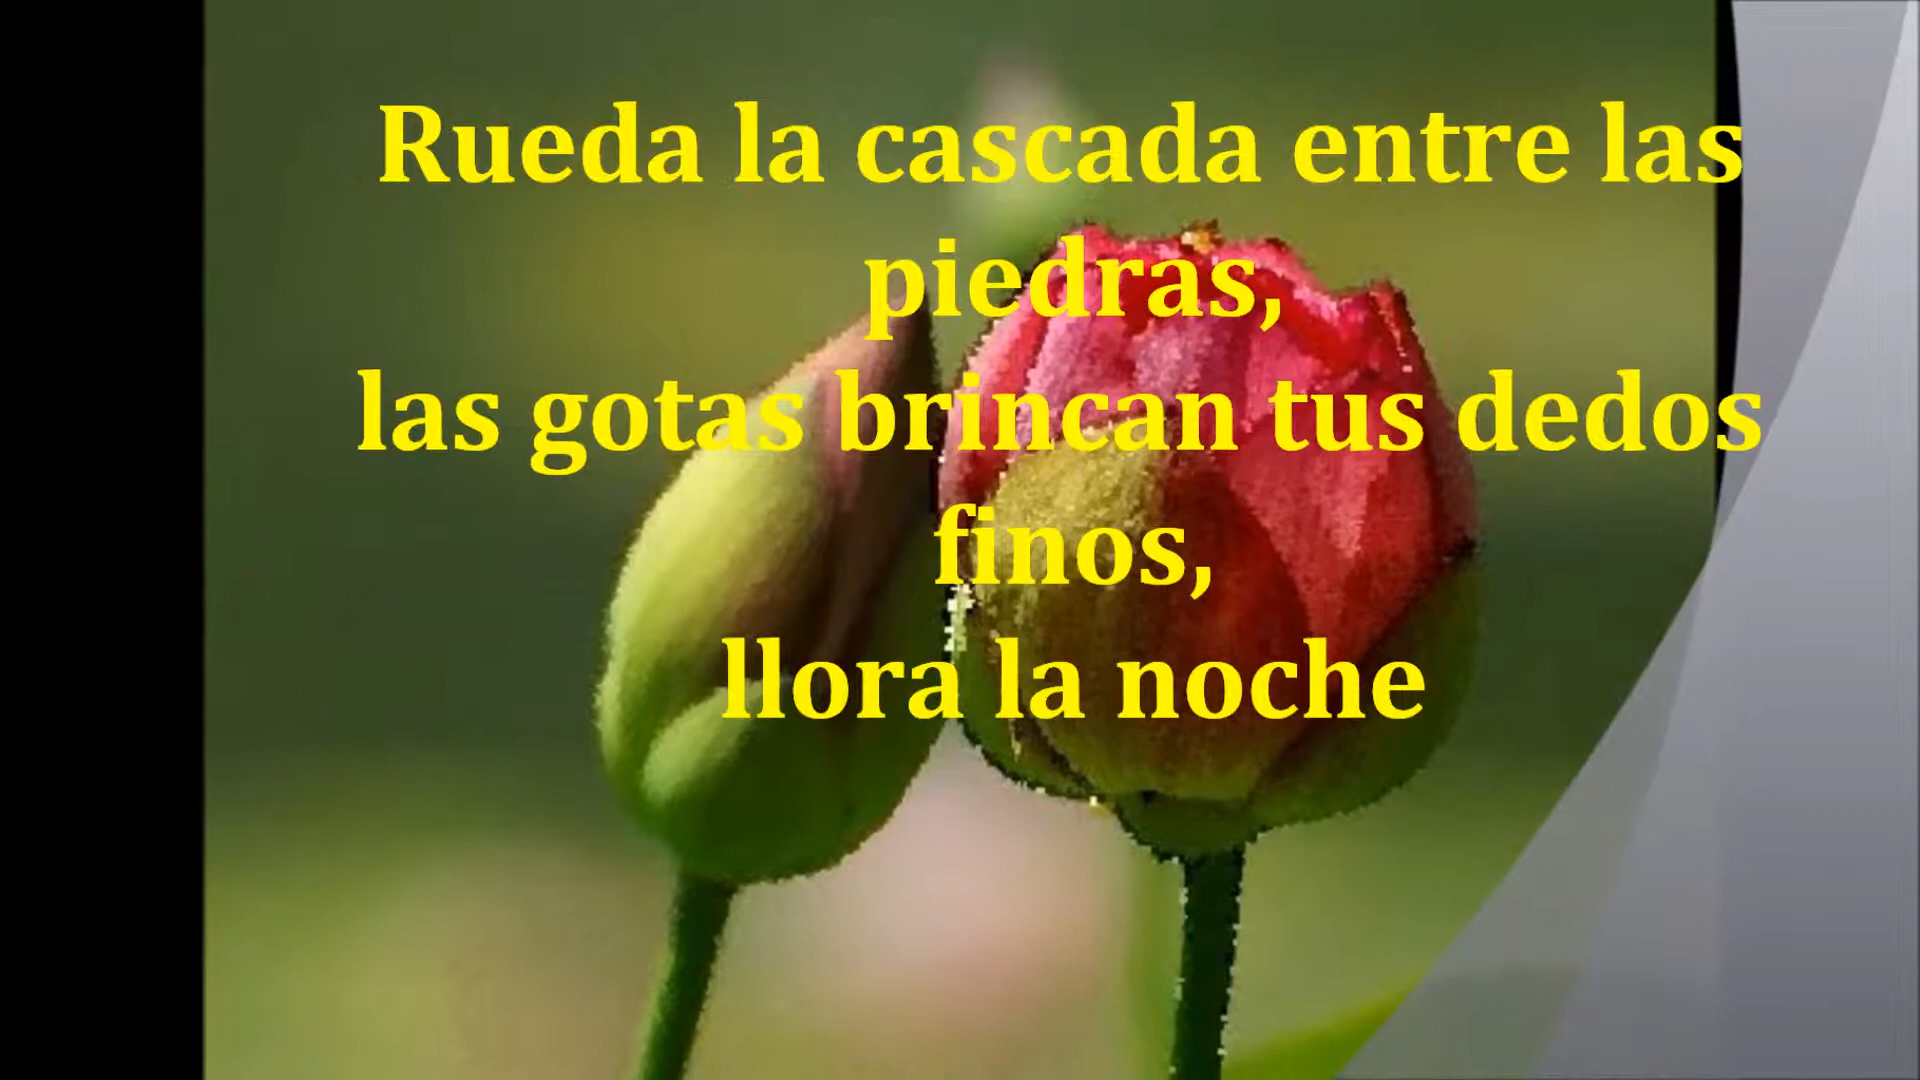 Rueda la cascada entre las
piedras,
las gotas brincan tus dedos
finos,
llora la noche